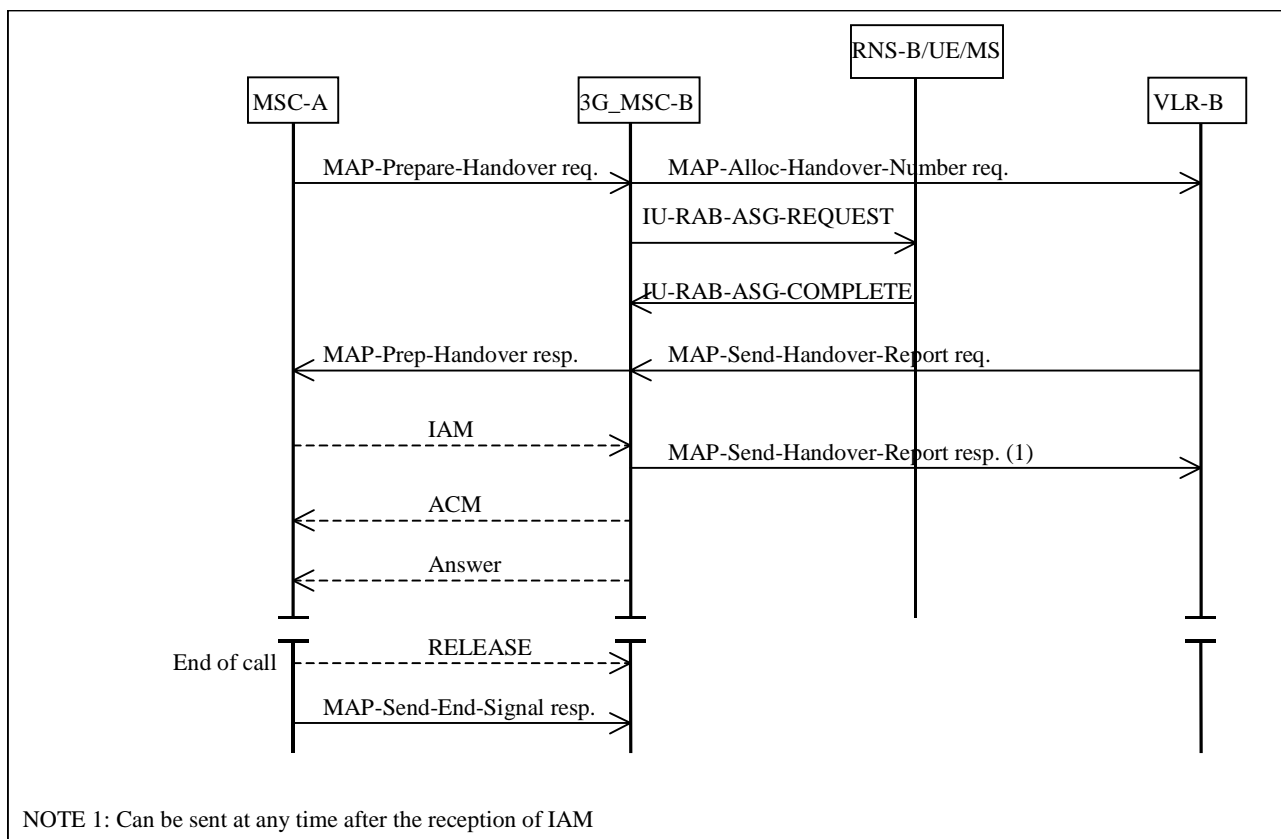 RNS-B/UE/MS
MSC-A
3G_MSC-B
VLR-B
MAP-Prepare-Handover req.
MAP-Alloc-Handover-Number req.
IU-RAB-ASG-REQUEST
IU-RAB-ASG-COMPLETE
MAP-Prep-Handover resp.
MAP-Send-Handover-Report req.
IAM
MAP-Send-Handover-Report resp. (1)
ACM
Answer
RELEASE
End of call
MAP-Send-End-Signal resp.
NOTE 1: Can be sent at any time after the reception of IAM